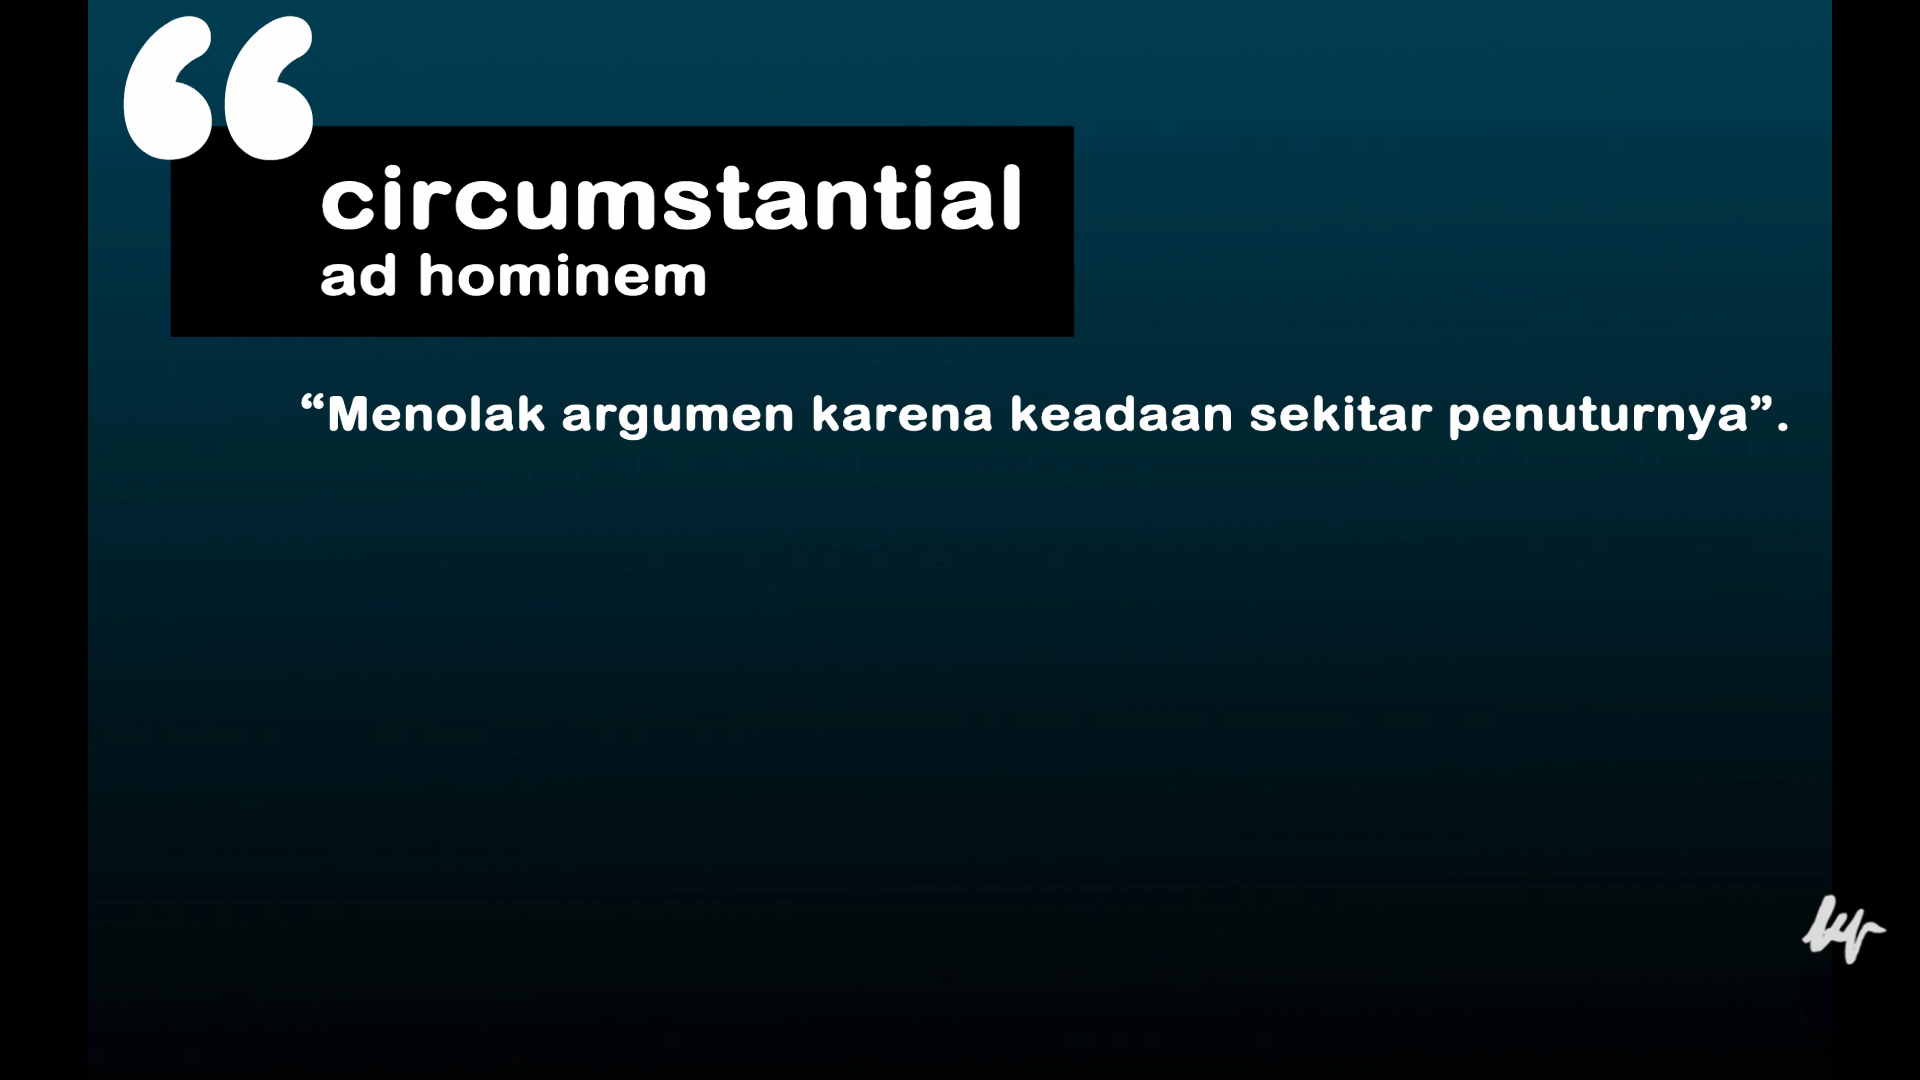 circumstantial
ad hominem
“Menolak argumen karena keadaan sekitar penuturnya”.